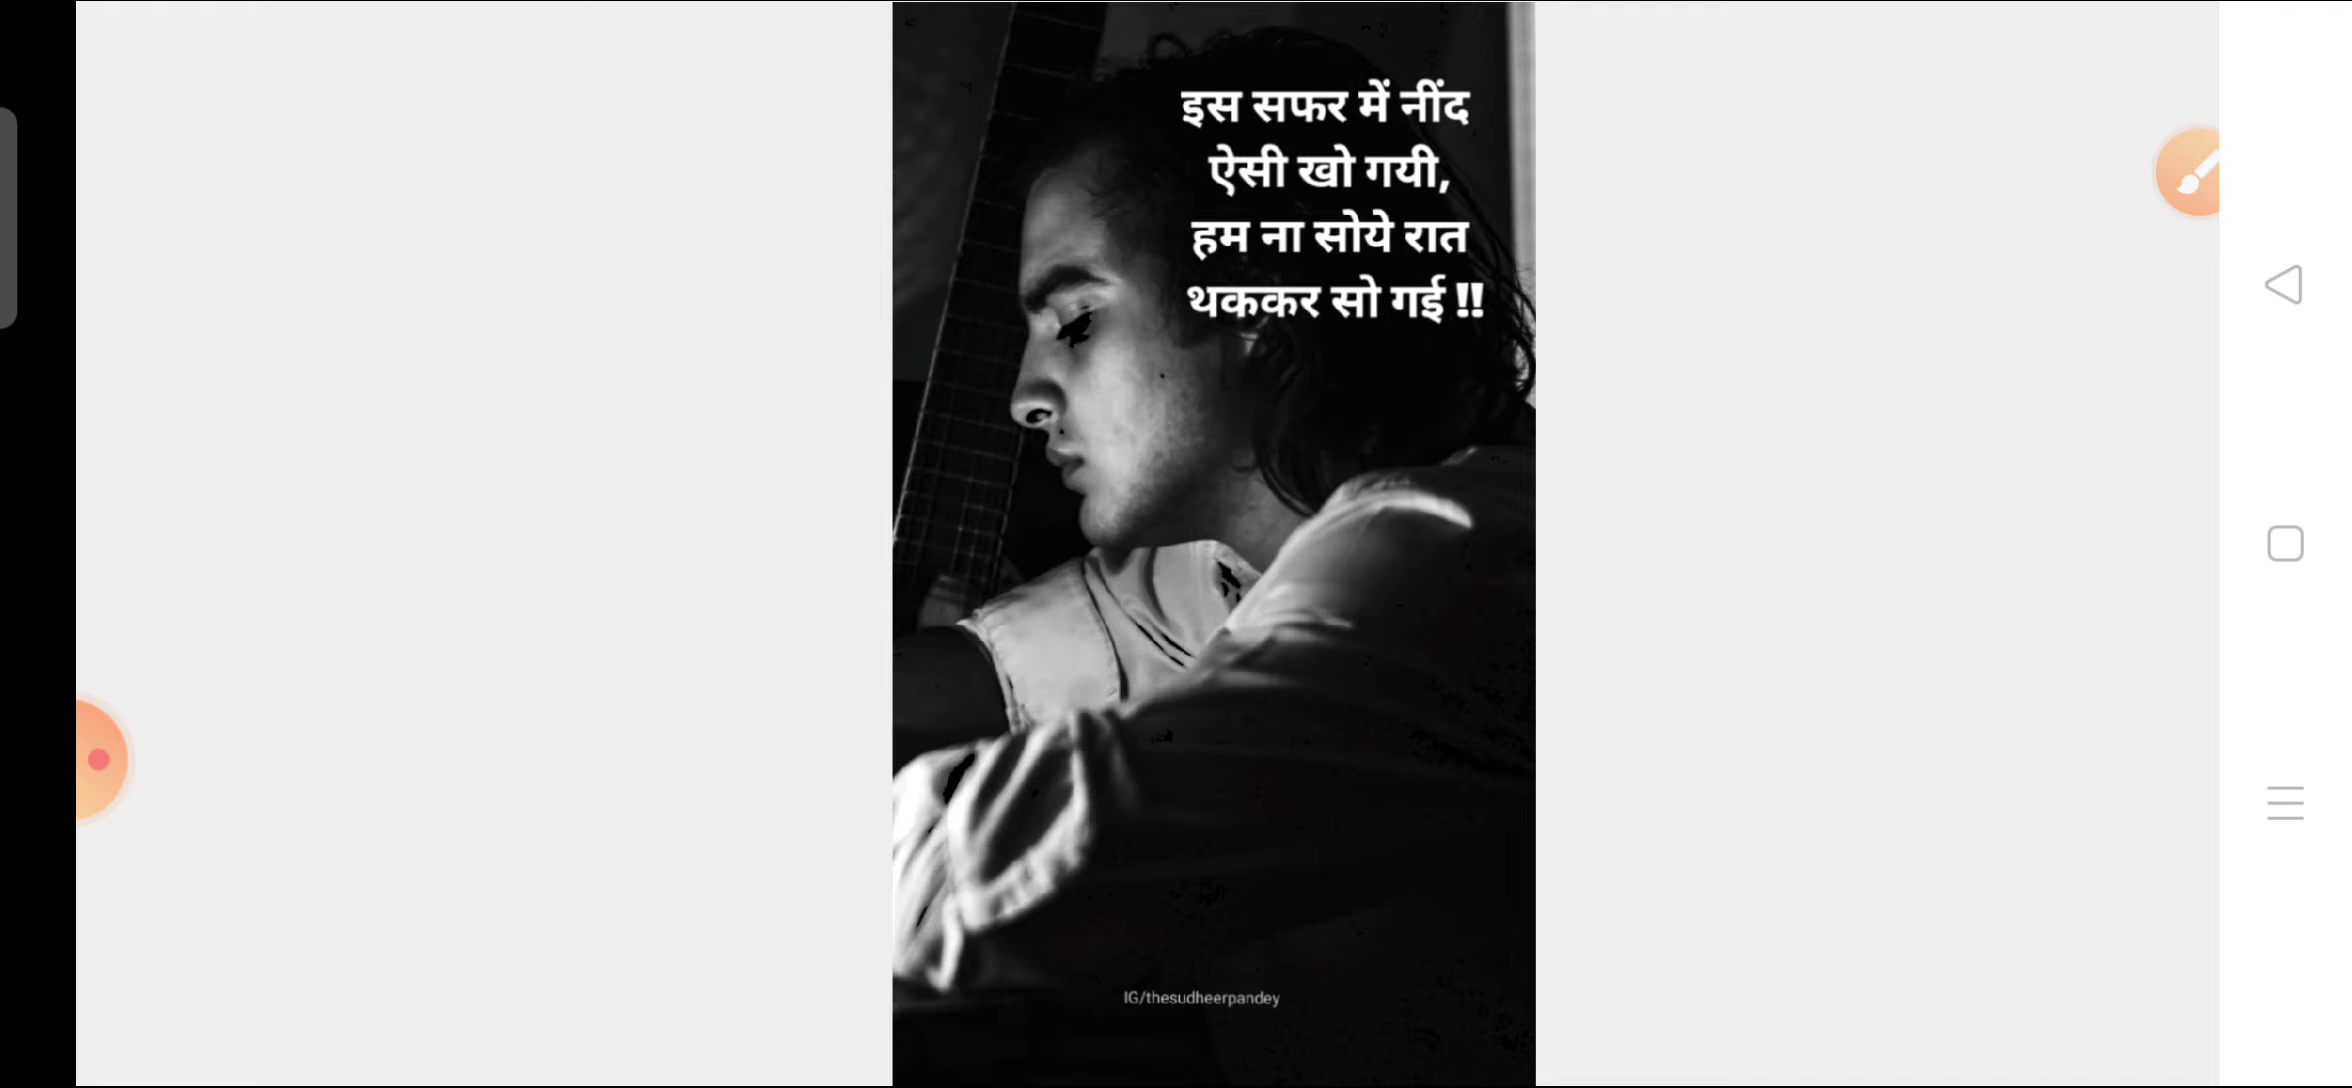 इस सफर में नींद
ऐसी खो गयी,
हम ना सोये रात
थककर सो गई !!
IG/thesudheerpandey